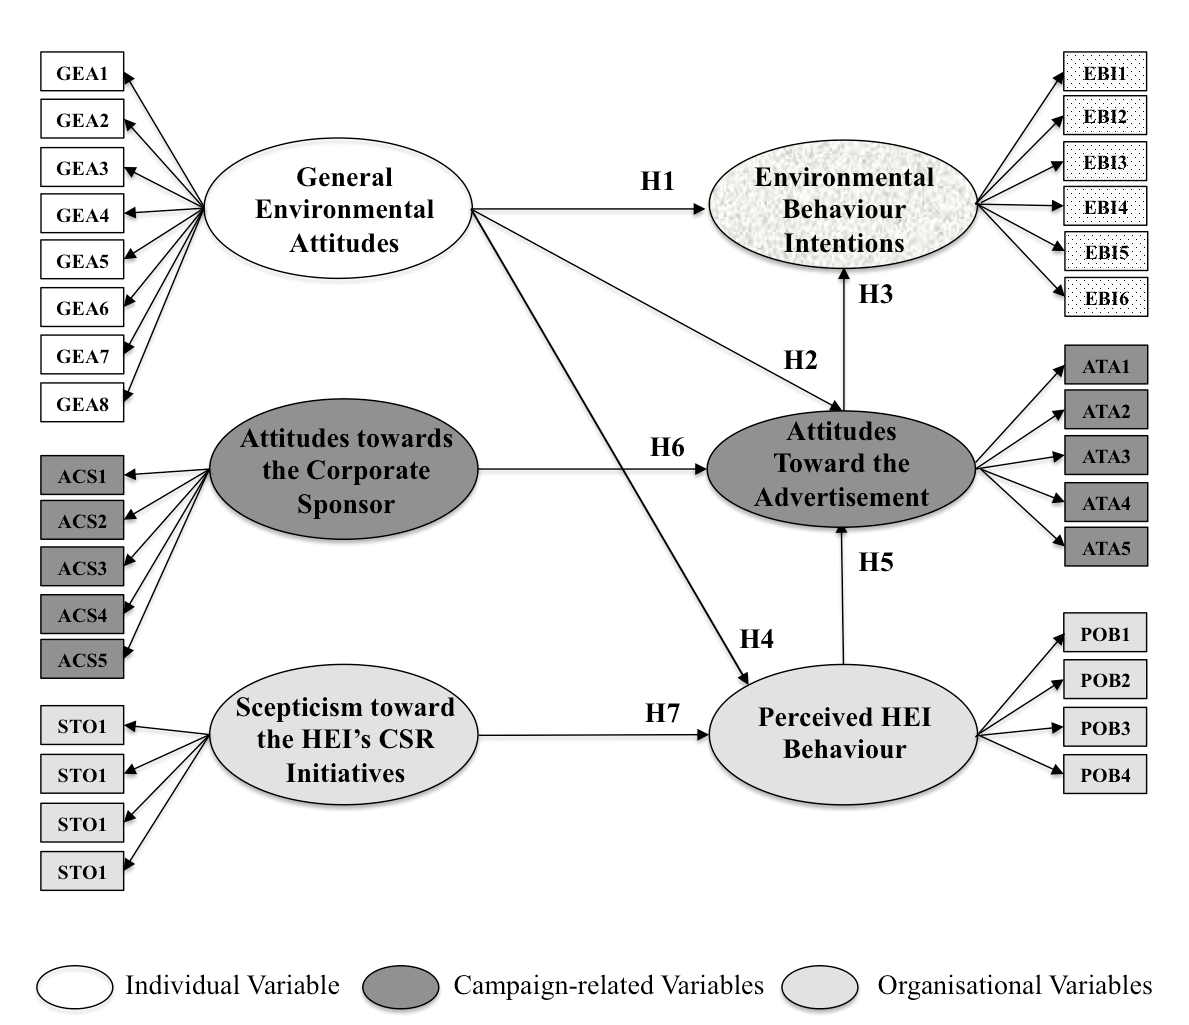 GEA1
GEA2
GEA3
GEA4
GEA5
GEA6
GEA7
GEA8
General
Environmental
Attitudes
H1
Environmental
Behaviour
Intentions
EBI1
EBI2
EBI3
EBI4
EBI5
EBI6
H3
H2
ACS1
ACS2
ACS3
ACS4
ACS5
Attitudes towards
the Corporate
Sponsor
H6
Attitudes
Toward the
Advertisement
ATA1
ATA2
ATA3
ATA4
ATA5
H5
H4
STO1
STO1
STO1
STO1
Scepticism toward
the HEI’s CSR
Initiatives
H7
Perceived HEI
Behaviour
POB1
POB2
POB3
POB4
Individual Variable
Campaign-related Variables
Organisational Variables